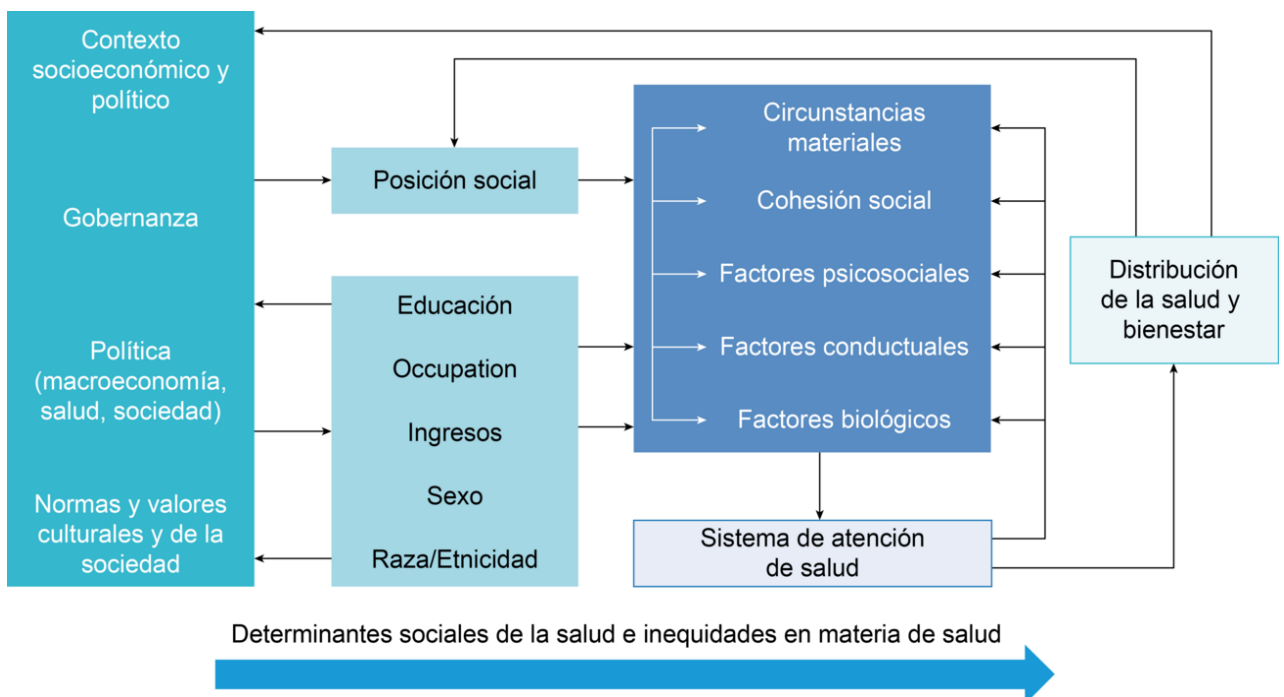 Contexto
socioeconómico y
político
Gobernanza
Política
(macroeconomía,
salud, sociedad)
Normas y valores
culturales y de la
sociedad
Posición social
Educación
Occupation
Ingresos
Sexo
Raza/Etnicidad
Circunstancias
materiales
Cohesión social
Factores psicosociales
Factores conductuales
Factores biológicos
Sistema de atención
de salud
Distribución
de la salud y
bienestar
Determinantes sociales de la salud e inequidades en materia de salud